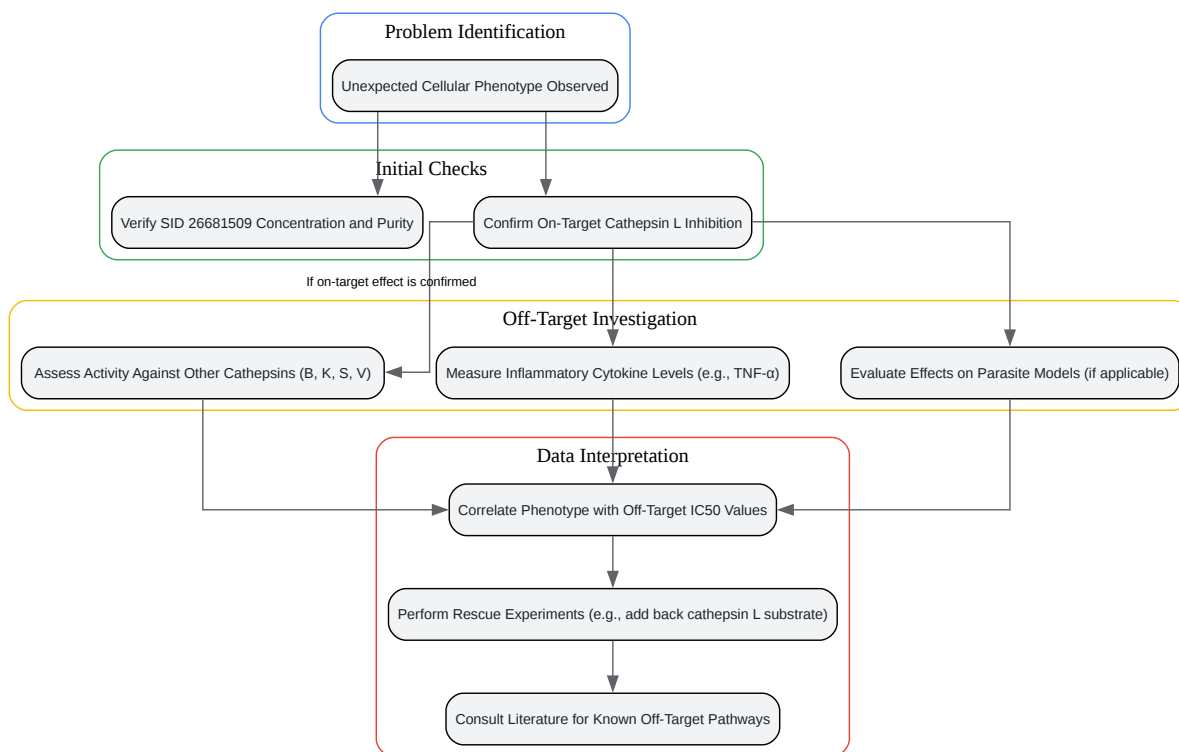 Problem Identification
Unexpected Cellular Phenotype Observed
Initial Checks
Verify SID 26681509 Concentration and Purity
Confirm On-Target Cathepsin L Inhibition
If on-target effect is confirmed
Off-Target Investigation
Assess Activity Against Other Cathepsins (B, K, S, V)
Measure Inflammatory Cytokine Levels (e.g., TNF-α)
Evaluate Effects on Parasite Models (if applicable)
Data Interpretation
Correlate Phenotype with Off-Target IC50 Values
Perform Rescue Experiments (e.g., add back cathepsin L substrate)
Consult Literature for Known Off-Target Pathways